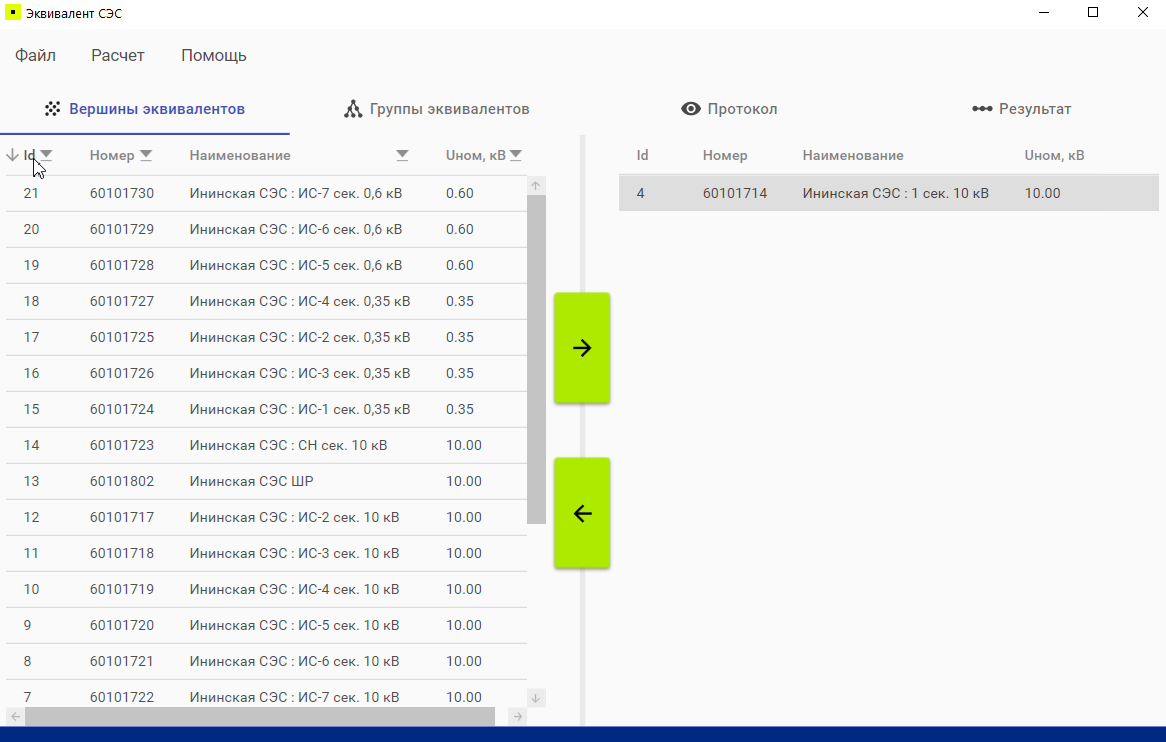 Эквивалент СЭС
Файл Расчет Помощь
Вершины эквивалентов Группы эквивалентов Протокол Результат
Id Номер Наименование Uном, кВ Id Номер Наименование Uном, кВ
21 60101730 Ининская СЭС : ИС-7 сек. 0,6 кВ 0.60 4 60101714 Ининская СЭС : 1 сек. 10 кВ 10.00
20 60101729 Ининская СЭС : ИС-6 сек. 0,6 кВ 0.60
19 60101728 Ининская СЭС : ИС-5 сек. 0,6 кВ 0.60
18 60101727 Ининская СЭС : ИС-4 сек. 0,35 кВ 0.35
17 60101725 Ининская СЭС : ИС-2 сек. 0,35 кВ 0.35
16 60101726 Ининская СЭС : ИС-3 сек. 0,35 кВ 0.35
15 60101724 Ининская СЭС : ИС-1 сек. 0,35 кВ 0.35
14 60101723 Ининская СЭС : СН сек. 10 кВ 10.00
13 60101802 Ининская СЭС ШР 10.00
12 60101717 Ининская СЭС : ИС-2 сек. 10 кВ 10.00
11 60101718 Ининская СЭС : ИС-3 сек. 10 кВ 10.00
10 60101719 Ининская СЭС : ИС-4 сек. 10 кВ 10.00
9 60101720 Ининская СЭС : ИС-5 сек. 10 кВ 10.00
8 60101721 Ининская СЭС : ИС-6 сек. 10 кВ 10.00
7 60101722 Ининская СЭС : ИС-7 сек. 10 кВ 10.00